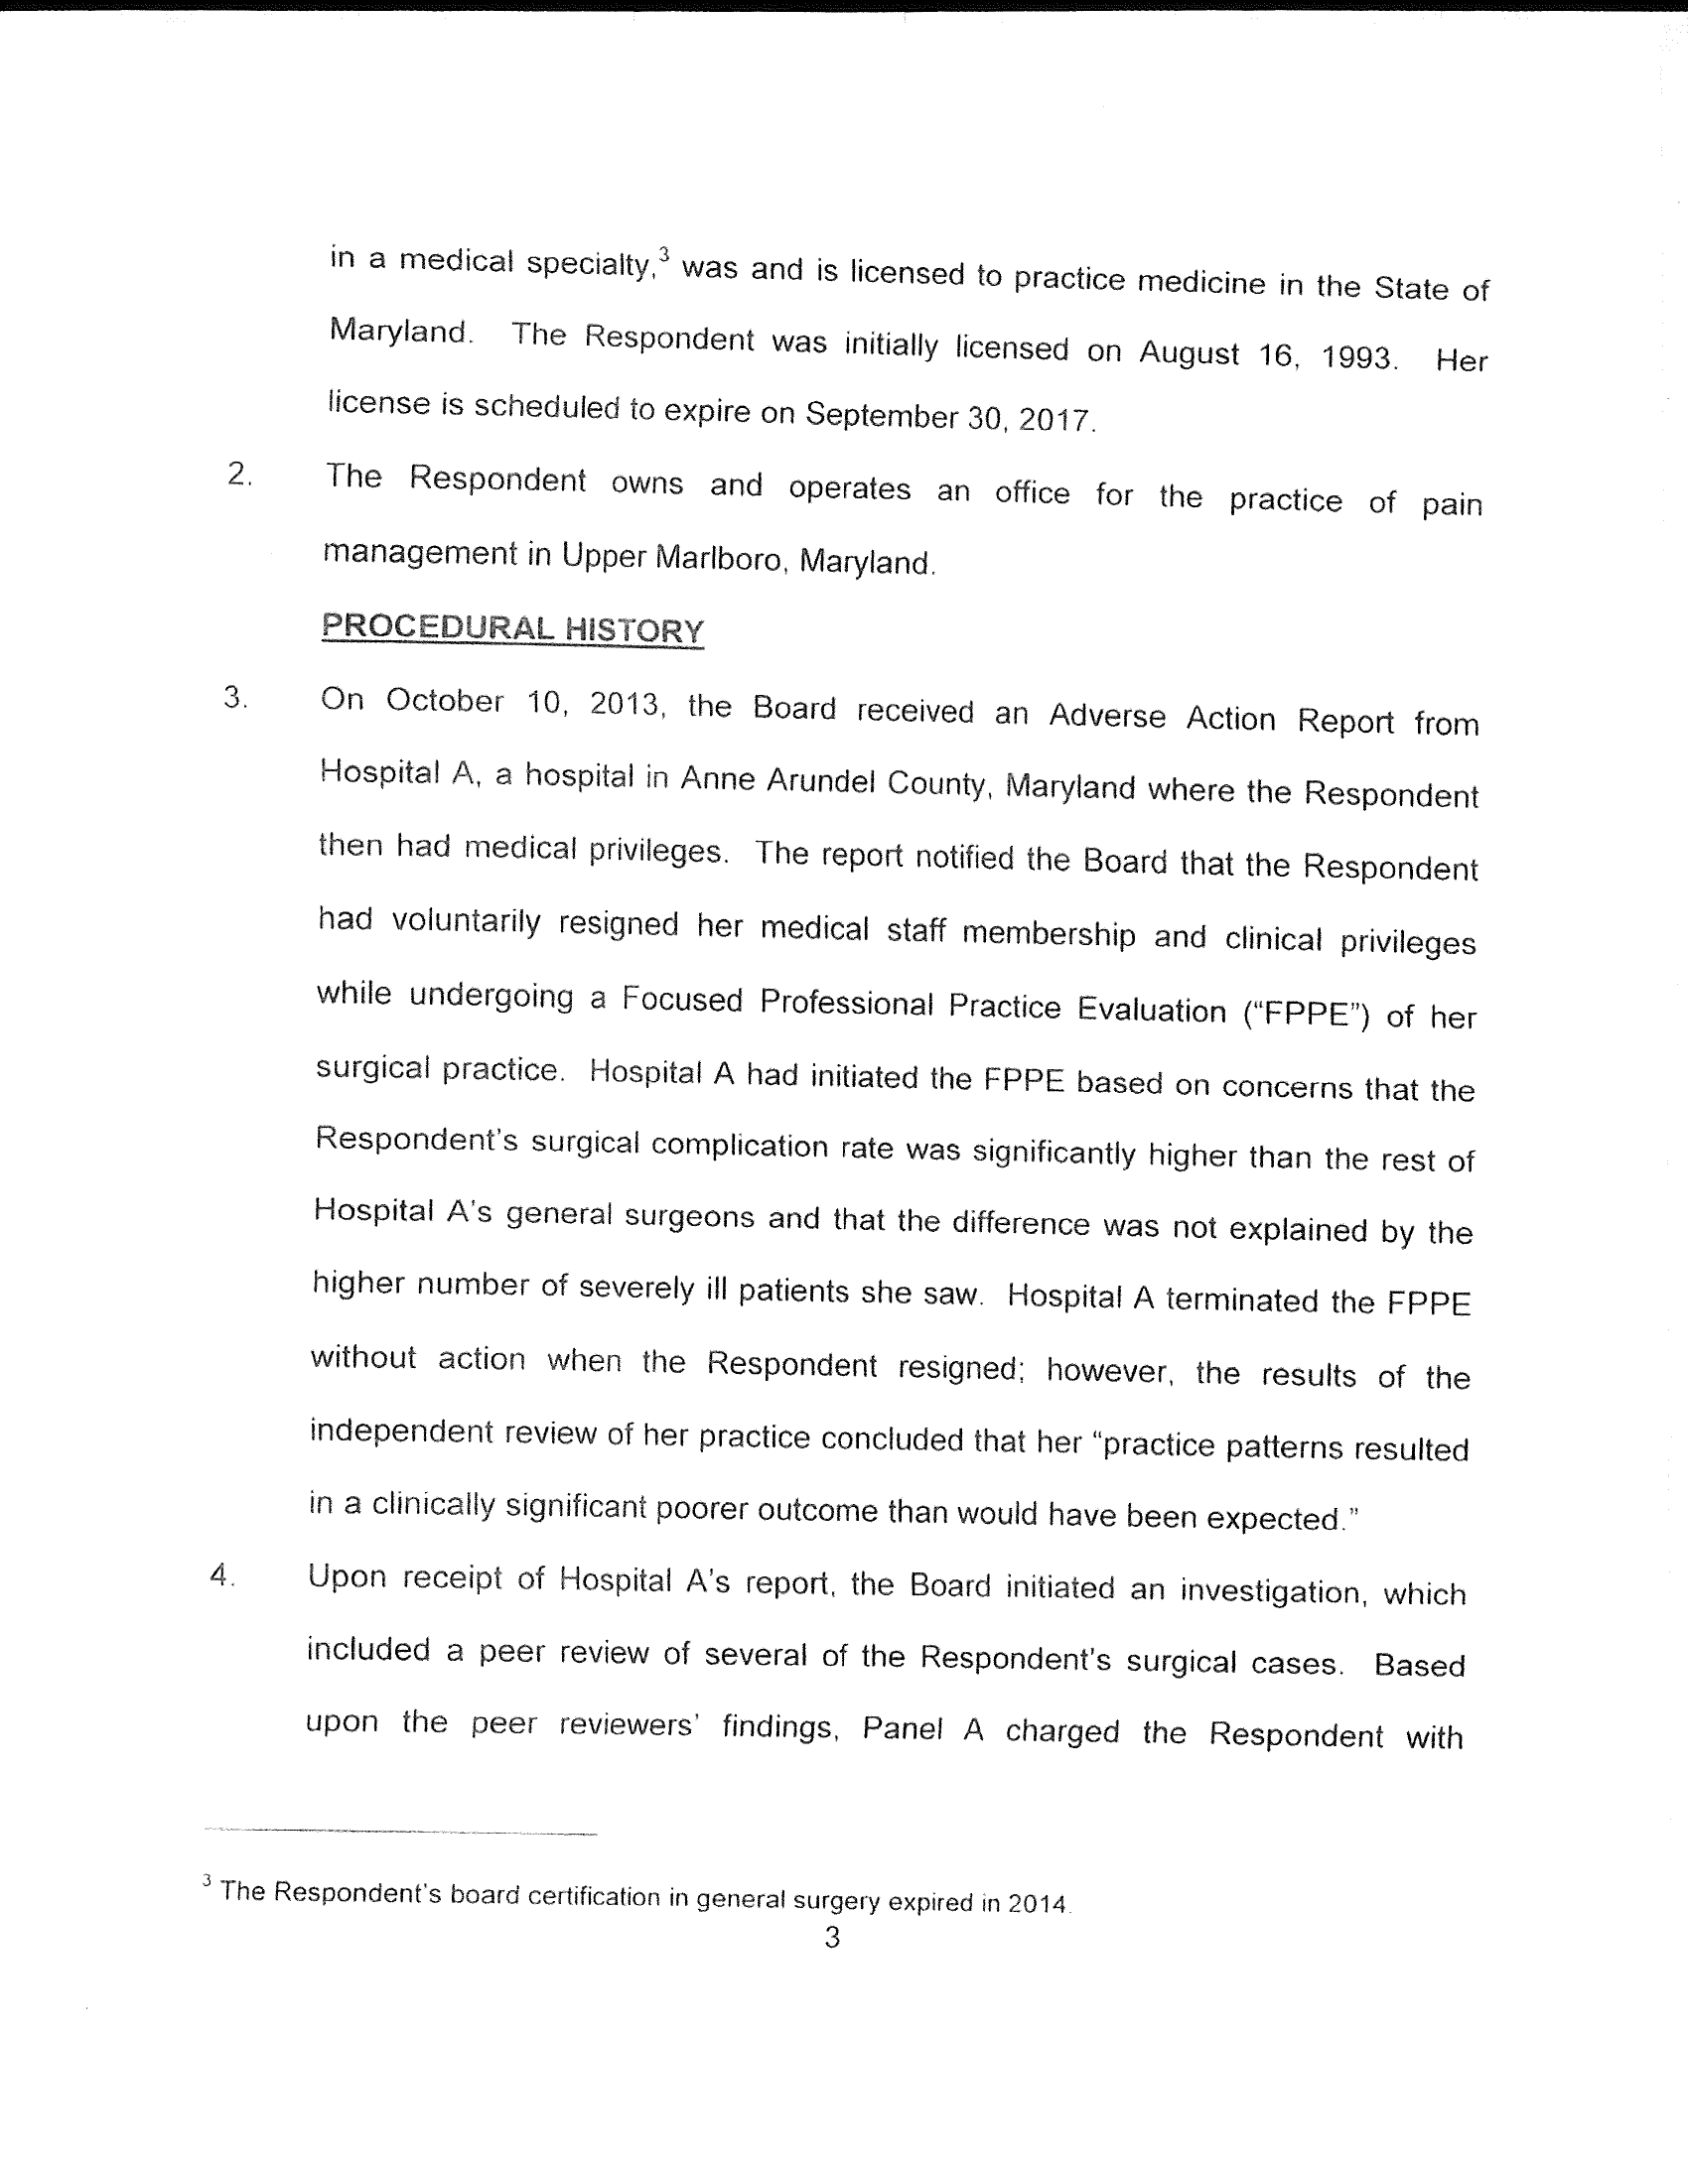 in a medical specialty,³ was and is licensed to practice medicine in the State of
Maryland. The Respondent was initially licensed on August 16, 1993. Her
license is scheduled to expire on September 30, 2017.
2. The Respondent owns and operates an office for the practice of pain
management in Upper Marlboro, Maryland.
PROCEDURAL HISTORY
3. On October 10, 2013, the Board received an Adverse Action Report from
Hospital A, a hospital in Anne Arundel County, Maryland where the Respondent
then had medical privileges. The report notified the Board that the Respondent
had voluntarily resigned her medical staff membership and clinical privileges
while undergoing a Focused Professional Practice Evaluation (“FPPE”) of her
surgical practice. Hospital A had initiated the FPPE based on concerns that the
Respondent’s surgical complication rate was significantly higher than the rest of
Hospital A’s general surgeons and that the difference was not explained by the
higher number of severely ill patients she saw. Hospital A terminated the FPPE
without action when the Respondent resigned; however, the results of the
independent review of her practice concluded that her “practice patterns resulted
in a clinically significant poorer outcome than would have been expected.”
4. Upon receipt of Hospital A’s report, the Board initiated an investigation, which
included a peer review of several of the Respondent’s surgical cases. Based
upon the peer reviewers’ findings, Panel A charged the Respondent with
³ The Respondent’s board certification in general surgery expired in 2014.
3